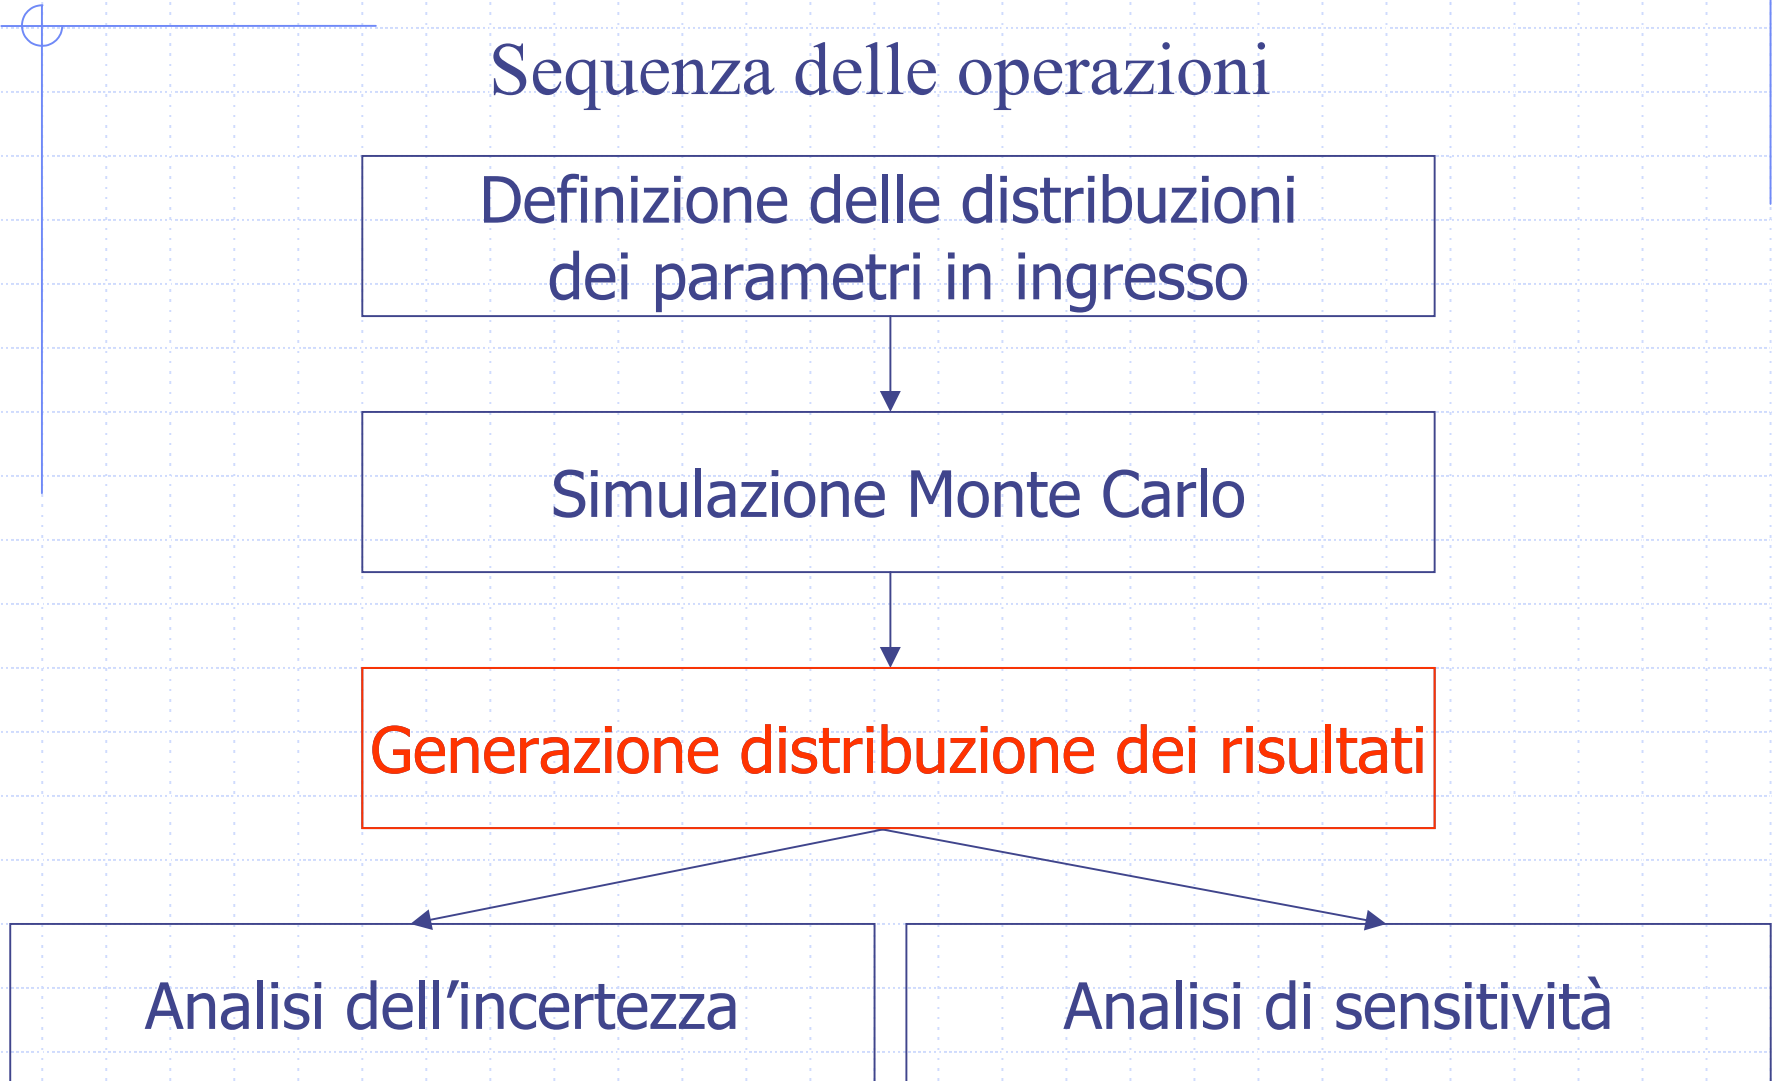 Sequenza delle operazioni
Definizione delle distribuzioni
dei parametri in ingresso
Simulazione Monte Carlo
Generazione distribuzione dei risultati
Analisi dell’incertezza
Analisi di sensitività